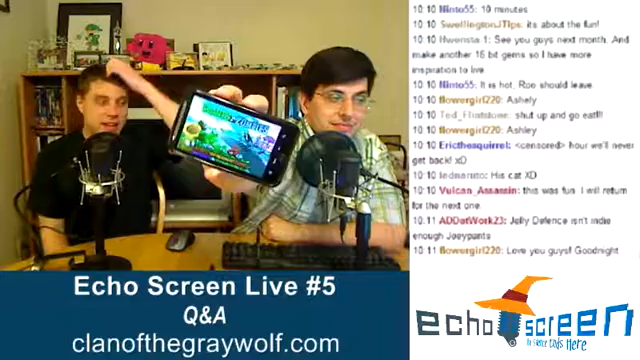 10:10 Ninto55: 10 minutes
10:10 SwellingtonJTips: its about the fun!
10:10 Hwensta 1: See you guys next month. And
make another 16 bit gems so I have more
inspiration to live
10:10 Ninto55: It is hot, Roo should leave
10:10 flowergirl220: Ashely
10:10 Ted_Flintstone: shut up and go eat!!!
10:10 flowergirl220: Ashley
10:10 Ericthesquirrel: <censored> hour we'll never
get back! xD
10:10 lednaruto: His cat XD
10:10 Vulcan_Assassin: this was fun. I will return
for the next one.
10:11 ADDatWork23: Jelly Defence isn't indie
enough Joeypants
10:11 flowergirl220: Love you guys! Goodnight
Echo Screen Live #5
Q&A
clanofthegraywolf.com
echo screen